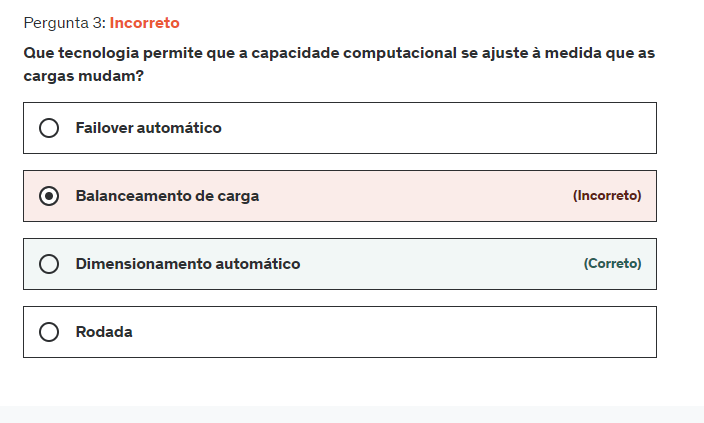 Pergunta 3: Incorreto
Que tecnologia permite que a capacidade computacional se ajuste à medida que as
cargas mudam?
Failover automático
Balanceamento de carga (Incorreto)
Dimensionamento automático (Correto)
Rodada